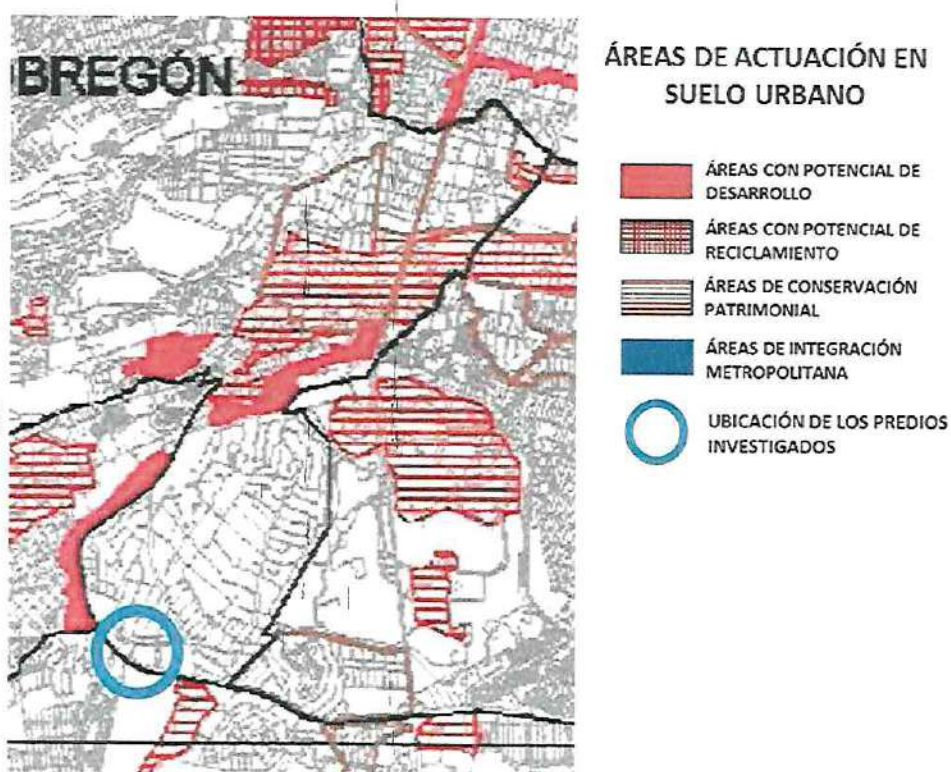 BREGÓN
ÁREAS DE ACTUACIÓN EN
SUELO URBANO
ÁREAS CON POTENCIAL DE
DESARROLLO
ÁREAS CON POTENCIAL DE
RECICLAMIENTO
ÁREAS DE CONSERVACIÓN
PATRIMONIAL
ÁREAS DE INTEGRACIÓN
METROPOLITANA
UBICACIÓN DE LOS PREDIOS
INVESTIGADOS